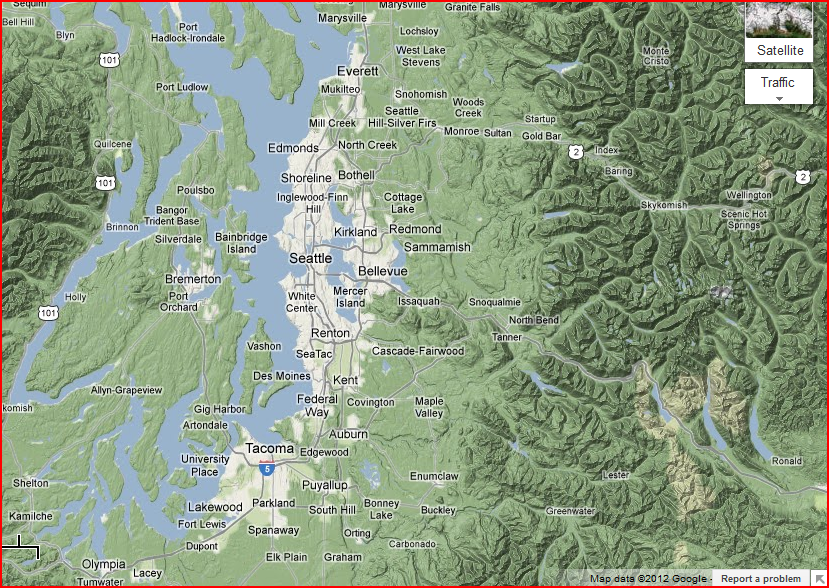 Sequim
Marysville
Granite Falls
Bell Hill
Marysville
Blyn
Port
Hadlock-Irondale
Lochsloy
101
West Lake
Stevens
Monte
Cristo
Satellite
Everett
Traffic
Port Ludlow
Mukilteo
Snohomish
Woods
Creek
Seattle
Hill-Silver Firs
Mill Creek
Startup
Monroe
Sultan
Gold Bar
Quilcene
Edmonds
North Creek
2
Index
Baring
101
Shoreline
Bothell
2
Poulsbo
Inglewood-Finn
Hill
Cottage
Lake
Wellington
Skykomish
Bangor
Trident Base
Scenic Hot
Springs
Brinnon
Silverdale
Bainbridge
Island
Kirkland
Redmond
Sammamish
Seattle
Bellevue
Bremerton
Holly
Port
Orchard
White
Center
Mercer
Island
Issaquah
Snoqualmie
101
North Bend
Renton
Tanner
Vashon
SeaTac
Cascade-Fairwood
Des Moines
Kent
Allyn-Grapeview
Federal
Way
Covington
Maple
Valley
komish
Gig Harbor
Artondale
Auburn
Tacoma
Edgewood
University
Place
5
Ronald
Shelton
Puyallup
Enumclaw
Lester
Lakewood
Parkland
South Hill
Bonney
Lake
Buckley
Greenwater
Kamilche
Fort Lewis
Spanaway
Orting
Dupont
Carbonado
Elk Plain
Graham
Olympia
Lacey
Tumwater
Map data ©2012 Google -
Report a problem